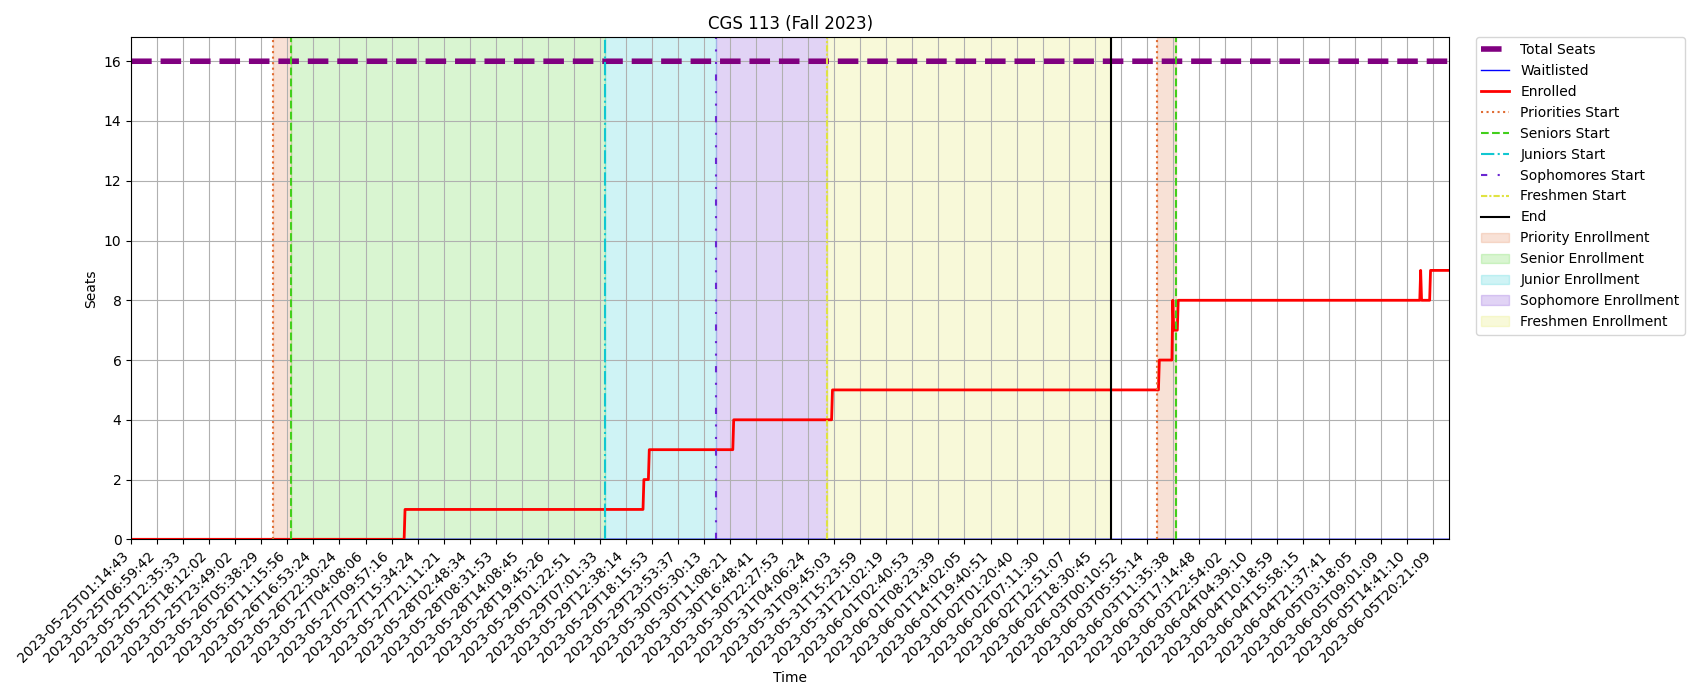 CGS 113 (Fall 2023)
Seats
16
14
12
10
8
6
4
2
0
2023-05-25T01:14:43
2023-05-25T06:59:42
2023-05-25T12:35:33
2023-05-25T18:12:02
2023-05-25T23:49:02
2023-05-26T05:38:29
2023-05-26T11:15:56
2023-05-26T16:53:24
2023-05-26T22:30:24
2023-05-27T04:08:06
2023-05-27T09:57:16
2023-05-27T15:34:24
2023-05-27T21:11:21
2023-05-28T02:48:34
2023-05-28T08:31:53
2023-05-28T14:08:45
2023-05-28T19:45:26
2023-05-29T01:22:51
2023-05-29T07:01:33
2023-05-29T12:38:14
2023-05-29T18:15:53
2023-05-29T23:53:37
2023-05-30T05:30:13
2023-05-30T11:08:21
2023-05-30T16:48:41
2023-05-30T22:27:53
2023-05-31T04:06:24
2023-05-31T09:45:03
2023-05-31T15:23:59
2023-05-31T21:02:19
2023-06-01T02:40:53
2023-06-01T08:23:39
2023-06-01T14:02:05
2023-06-01T19:40:51
2023-06-02T01:20:40
2023-06-02T07:11:30
2023-06-02T12:51:07
2023-06-02T18:30:45
2023-06-03T00:10:52
2023-06-03T05:55:14
2023-06-03T11:35:38
2023-06-03T17:14:48
2023-06-03T22:54:02
2023-06-04T04:39:10
2023-06-04T10:18:59
2023-06-04T15:58:15
2023-06-04T21:37:41
2023-06-05T03:18:05
2023-06-05T09:01:09
2023-06-05T14:41:10
2023-06-05T20:21:09
Time
Total Seats
Waitlisted
Enrolled
Priorities Start
Seniors Start
Juniors Start
Sophomores Start
Freshmen Start
End
Priority Enrollment
Senior Enrollment
Junior Enrollment
Sophomore Enrollment
Freshmen Enrollment